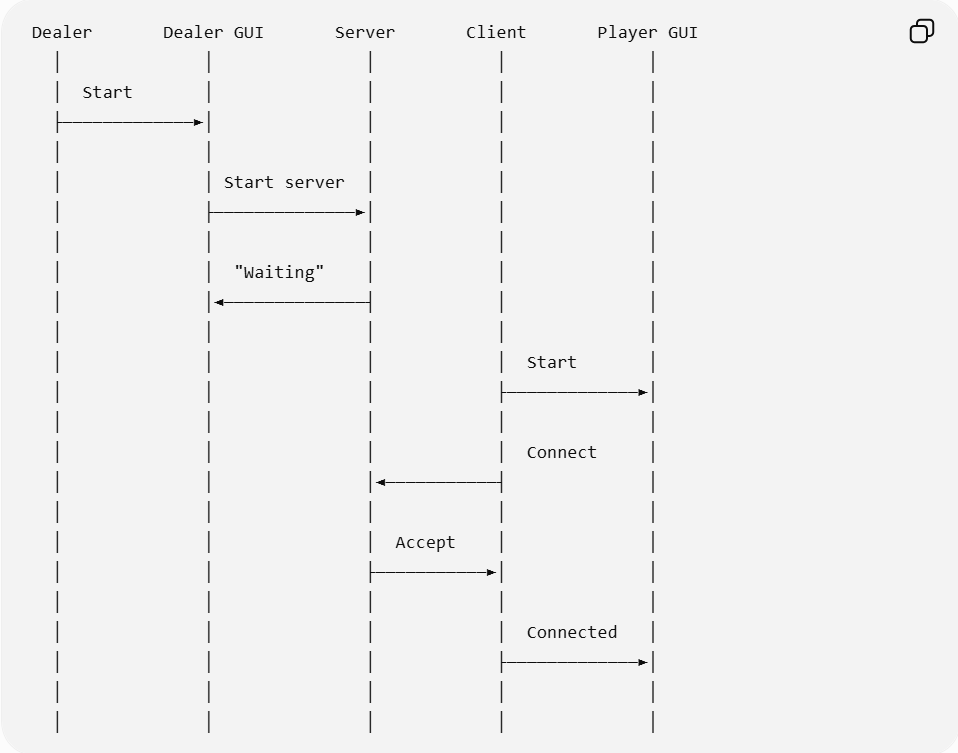 Dealer Dealer GUI Server Client Player GUI
Start
Start server
"Waiting"
Start
Connect
Accept
Connected